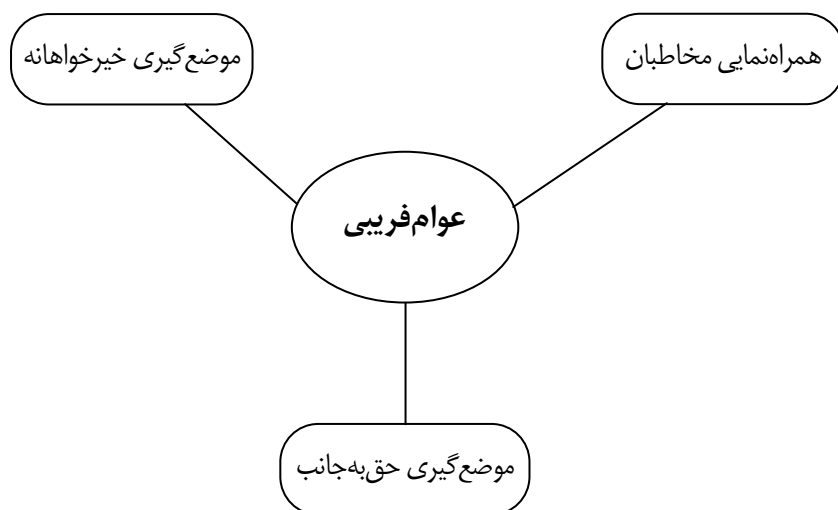 همراه‌نمایی مخاطبان
موضع‌گیری خیرخواهانه
عوام‌فریبی
موضع‌گیری حق‌به‌جانب